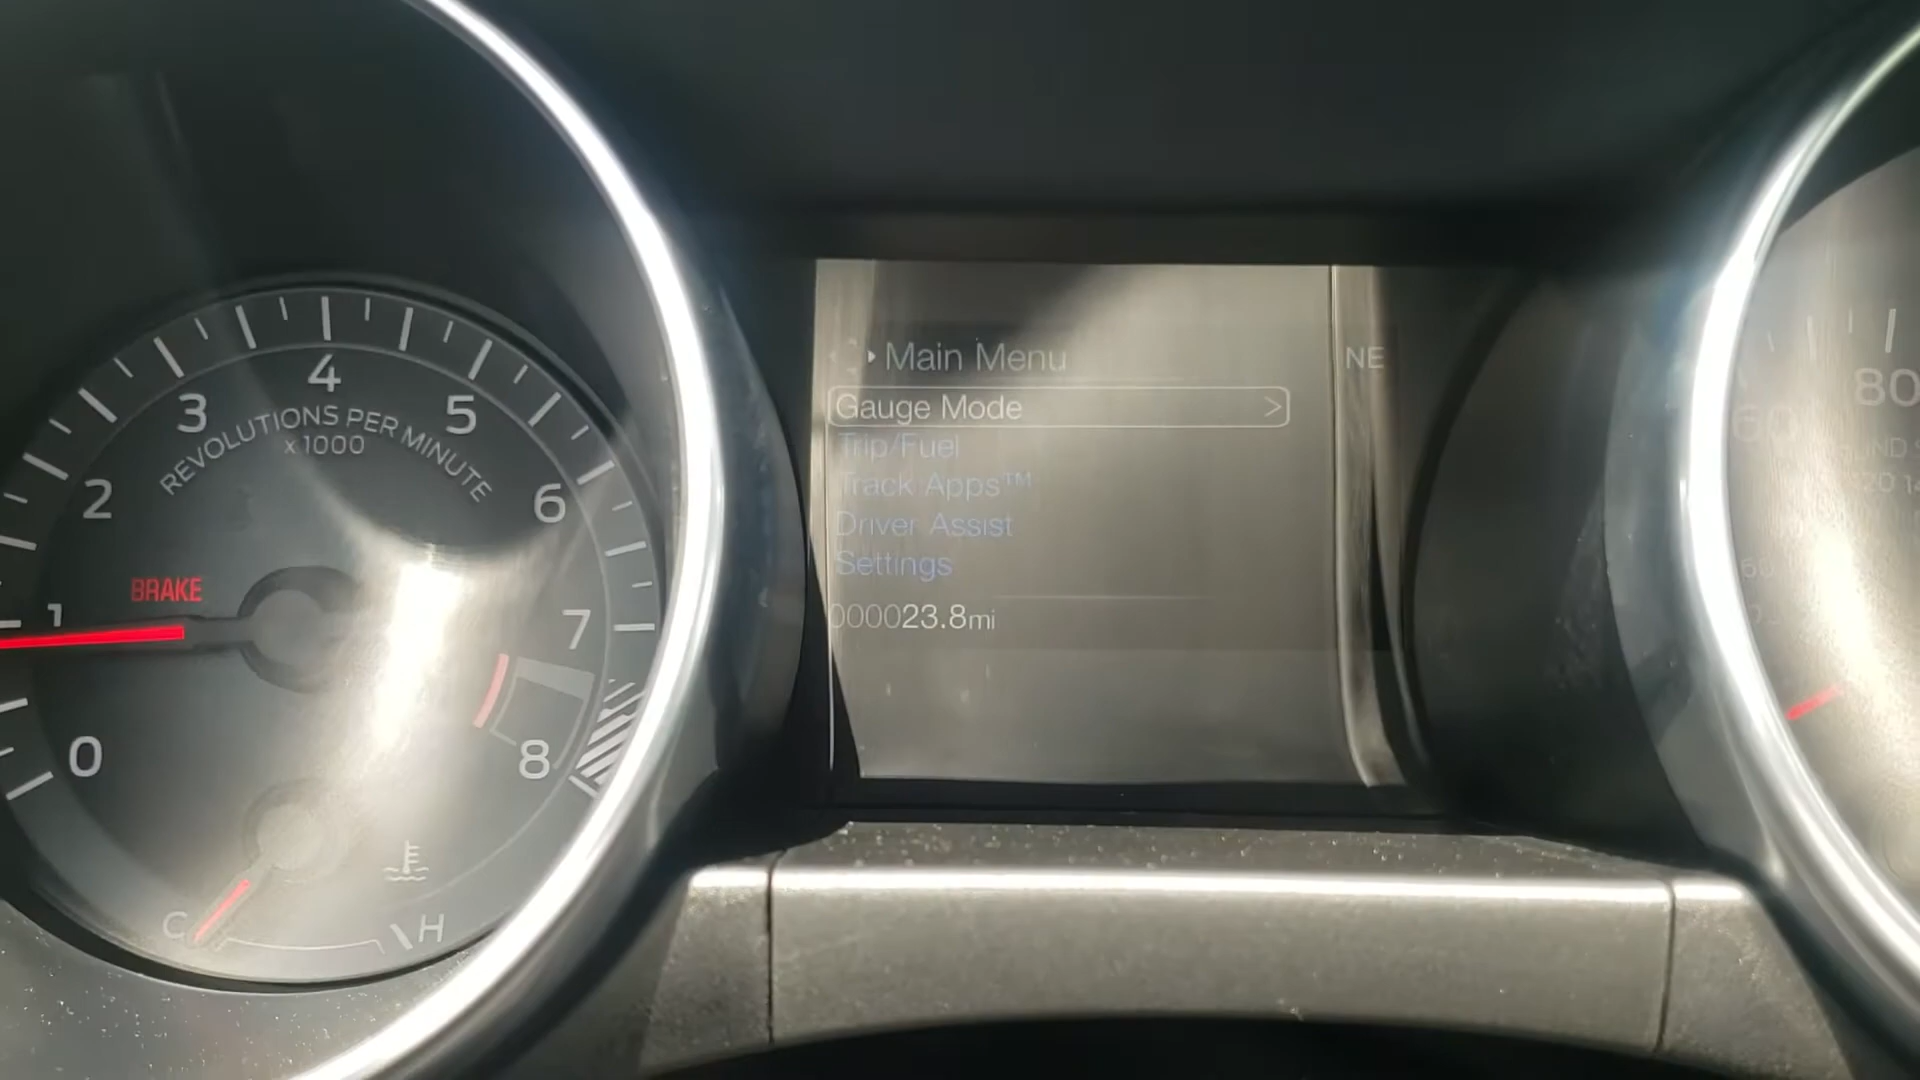 Main Menu
NE
Gauge Mode >
Trip/Fuel
Track Apps™
Driver Assist
Settings
000023.8mi
0
1
2
3
4
5
6
7
8
REVOLUTIONS PER MINUTE
x1000
BRAKE
C
H
80
60